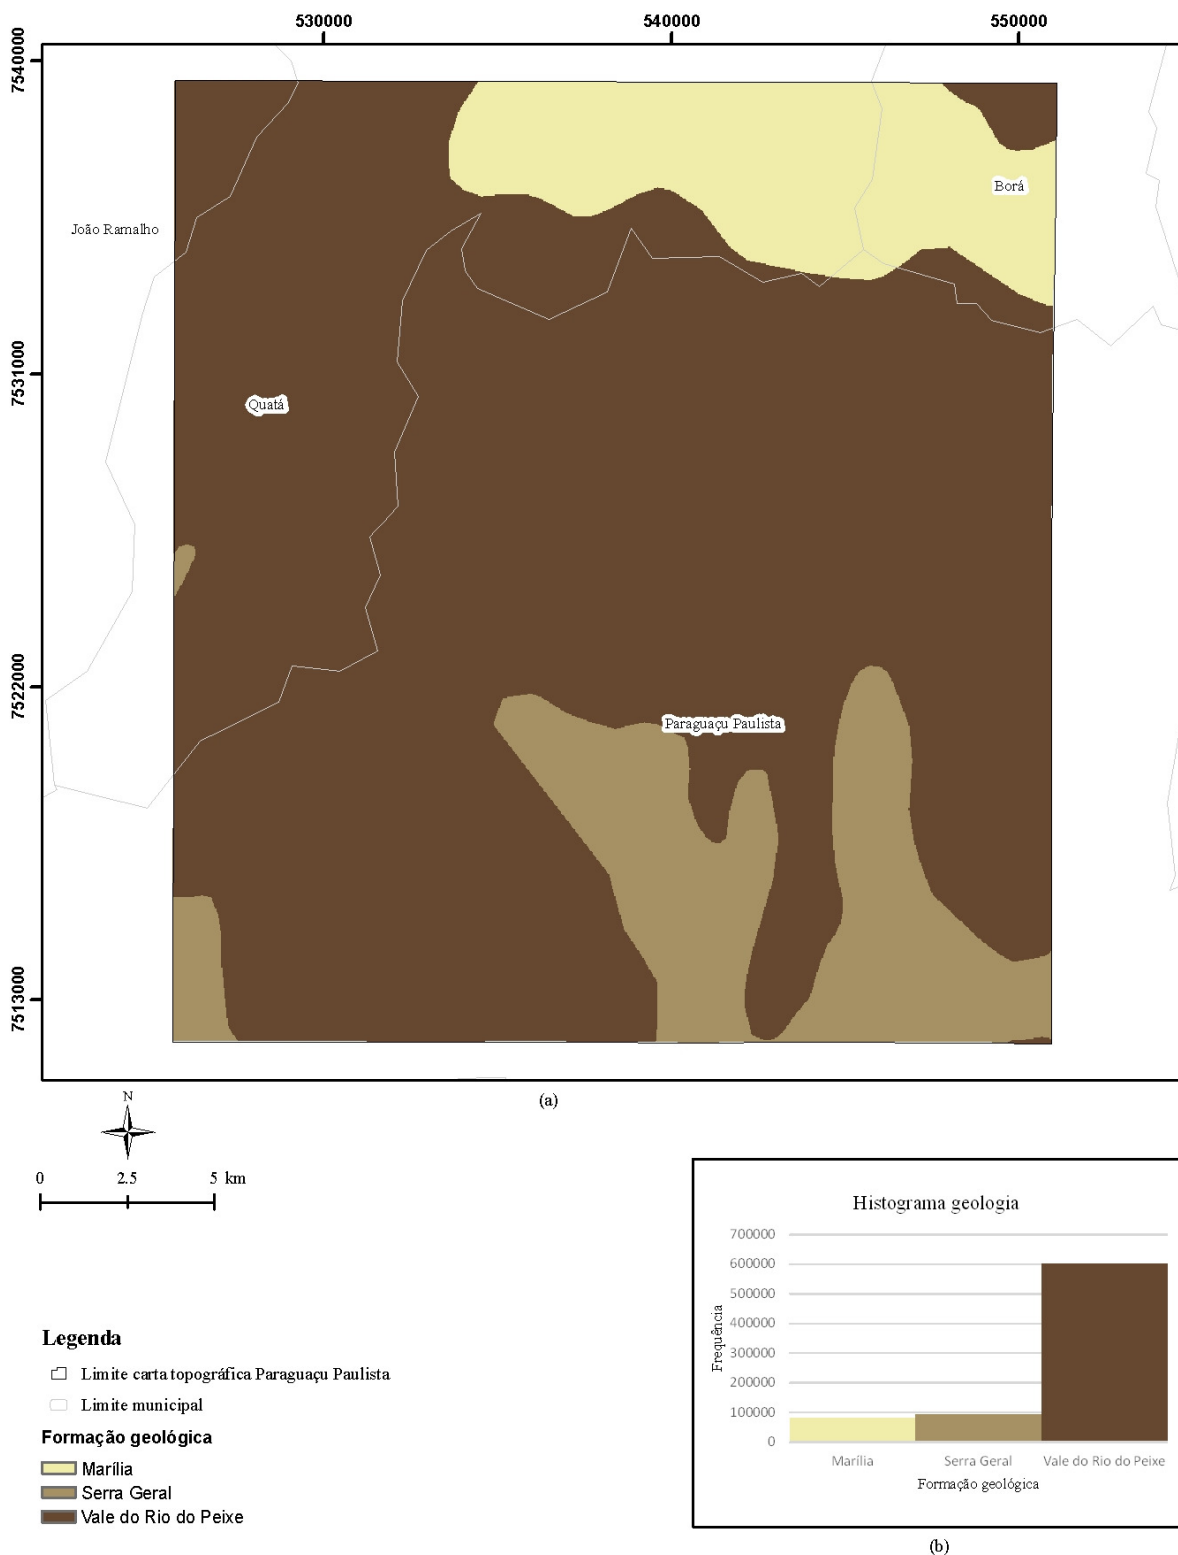 530000 540000 550000
7540000
7531000
7522000
7513000
Borá
João Ramalho
Quatá
Paraguaçu Paulista
(a)
N
0 2.5 5 km
Legenda
Limite carta topográfica Paraguaçu Paulista
Limite municipal
Formação geológica
Marília
Serra Geral
Vale do Rio do Peixe
Histograma geologia
Frequência
700000
600000
500000
400000
300000
200000
100000
0
Marília Serra Geral Vale do Rio do Peixe
Formação geológica
(b)